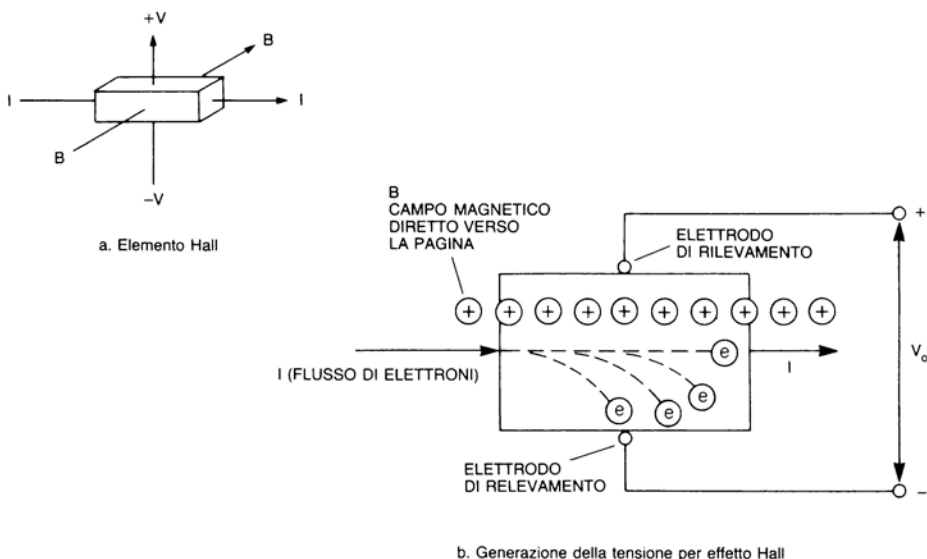 +V
B
I
I
B
–V
a. Elemento Hall
B
CAMPO MAGNETICO
DIRETTO VERSO
LA PAGINA
ELETTRODO
DI RILEVAMENTO
+
+ + + + + + + + + +
e
I (FLUSSO DI ELETTRONI)
I
Vo
e e e
ELETTRODO
DI RELEVAMENTO
–
b. Generazione della tensione per effetto Hall